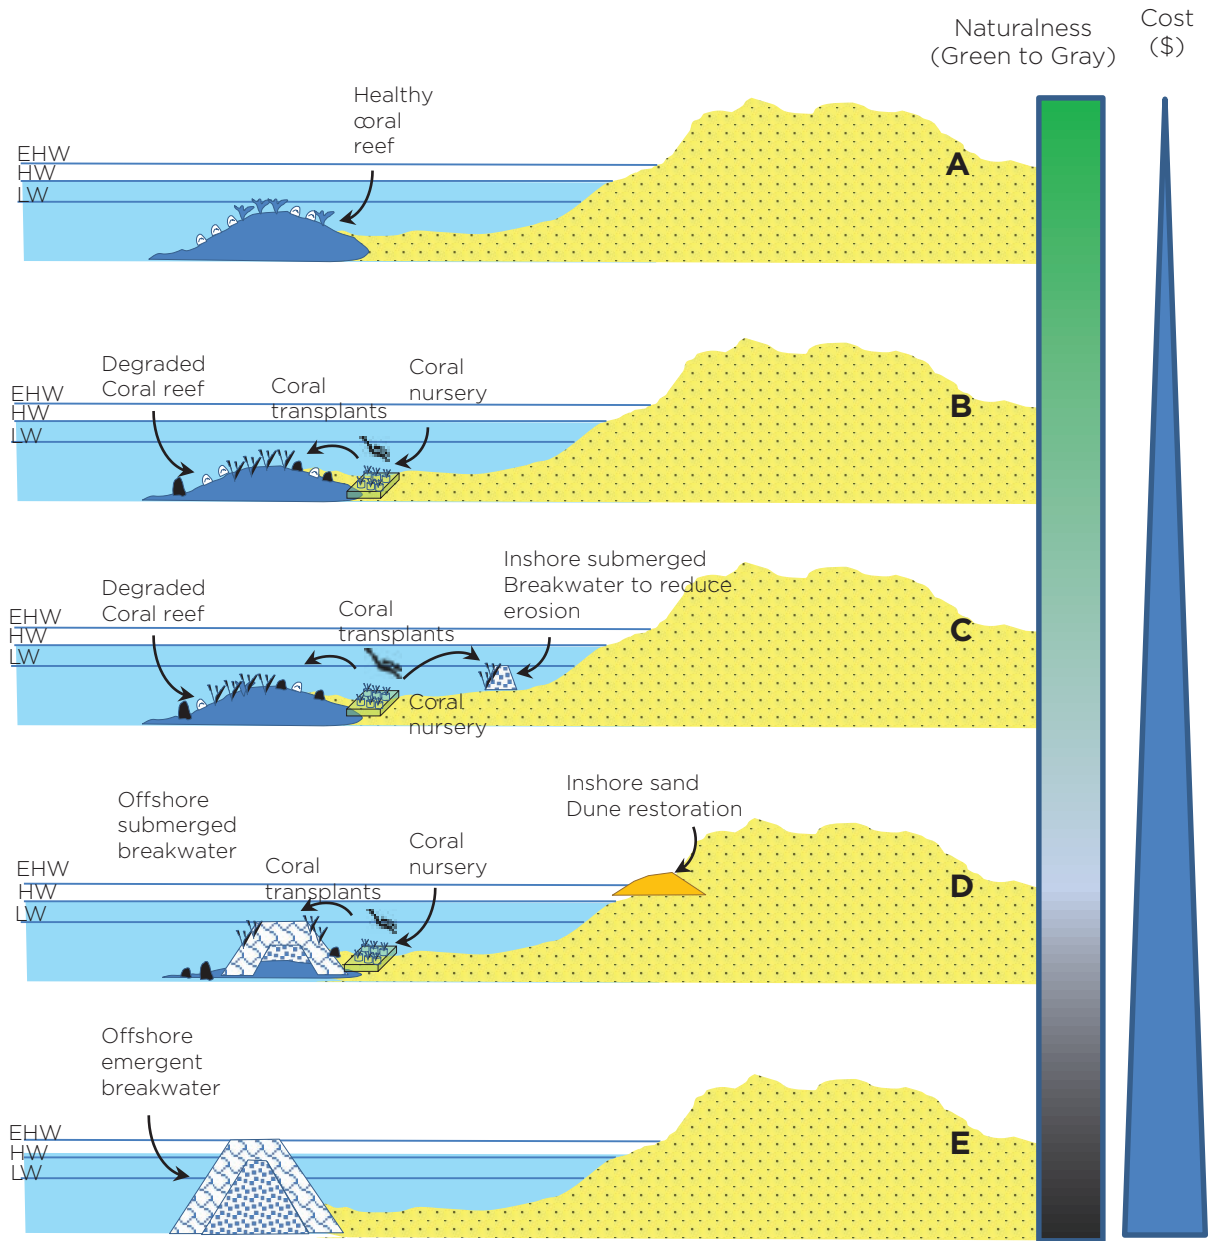 Naturalness
(Green to Gray)
Cost
($)
Healthy
coral
reef
EHW
HW
LW
A
Degraded
Coral reef
Coral
transplants
Coral
nursery
EHW
HW
LW
B
Degraded
Coral reef
Coral
transplants
Inshore submerged
Breakwater to reduce
erosion
EHW
HW
LW
Coral
nursery
C
Offshore
submerged
breakwater
Coral
transplants
Coral
nursery
Inshore sand
Dune restoration
EHW
HW
LW
D
Offshore
emergent
breakwater
EHW
HW
LW
E